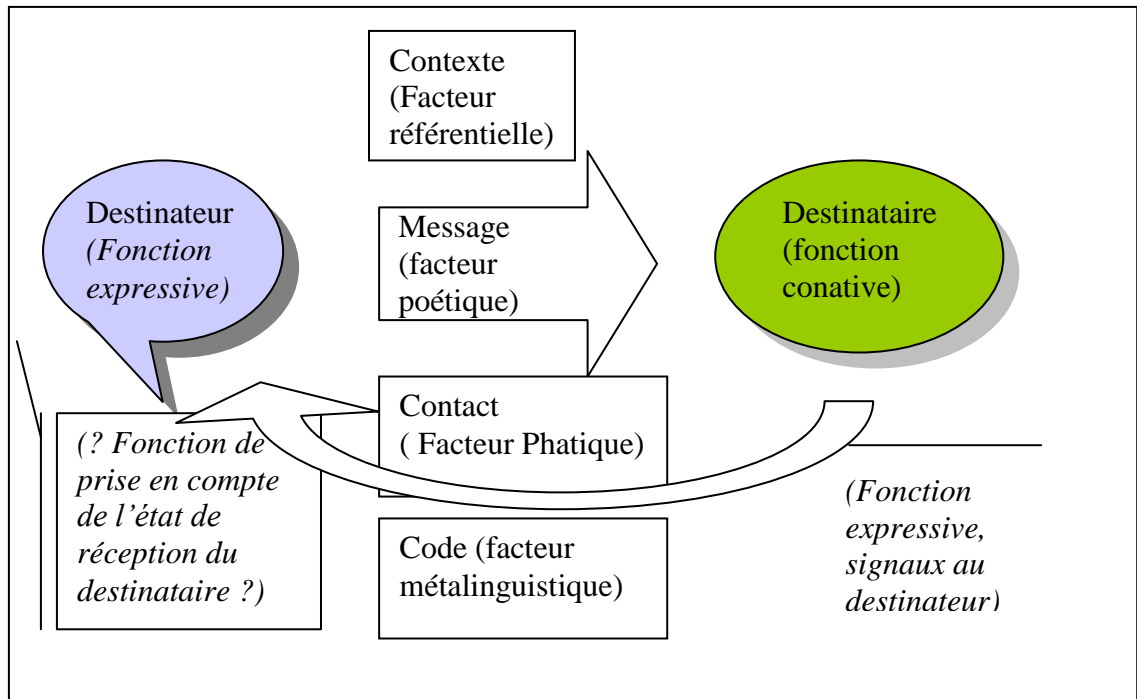 Contexte
(Facteur
référentielle)
Destinateur
(Fonction
expressive)
Message
(facteur
poétique)
Destinataire
(fonction
conative)
Contact
( Facteur Phatique)
(? Fonction de
prise en compte
de l’état de
réception du
destinataire ?)
Code (facteur
métalinguistique)
(Fonction
expressive,
signaux au
destinateur)